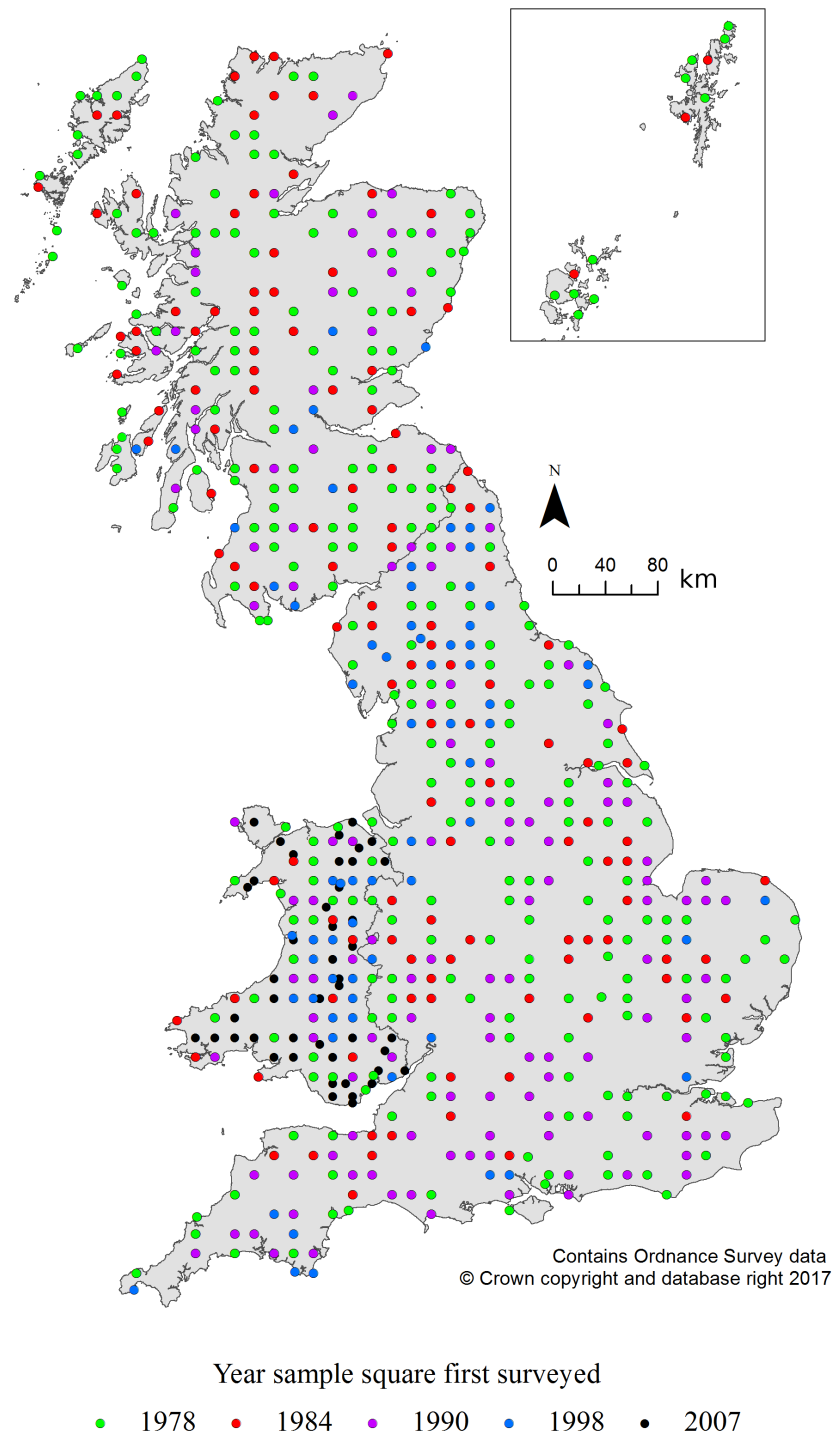 N
0 40 80 km
Contains Ordnance Survey data
© Crown copyright and database right 2017
Year sample square first surveyed
1978 1984 1990 1998 2007